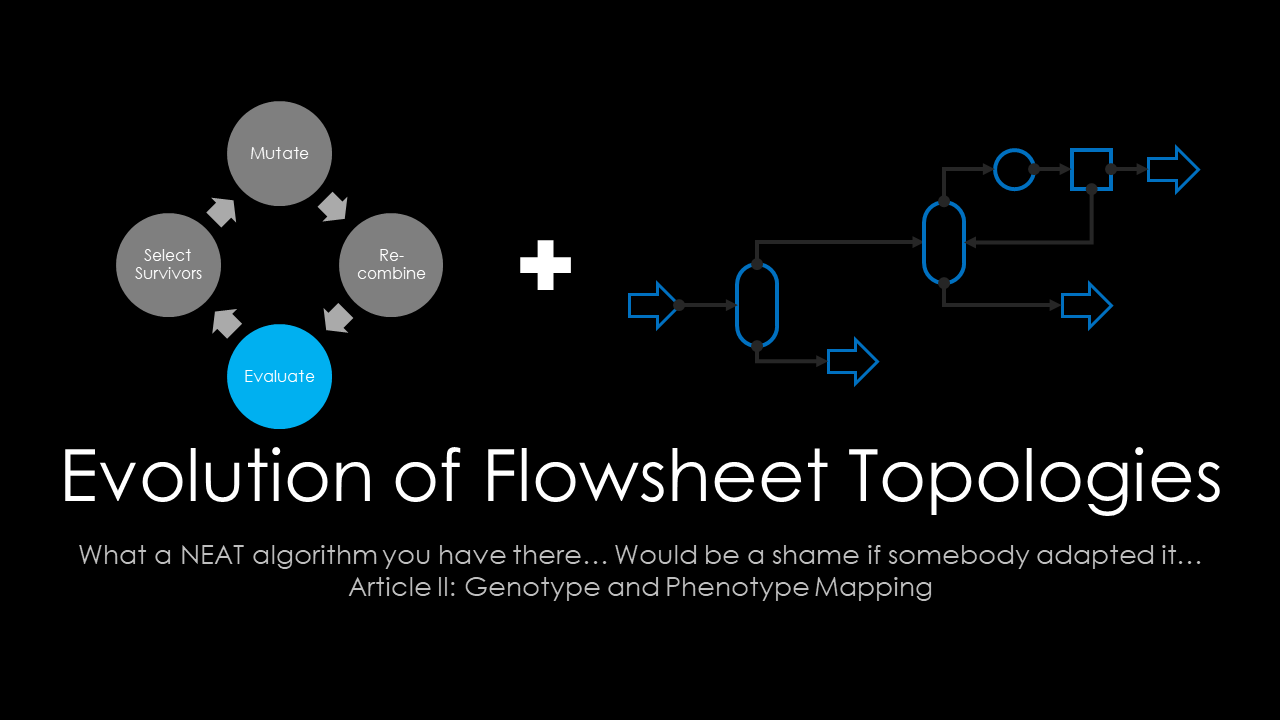 Mutate
Select
Survivors
Re-
combine
Evaluate
Evolution of Flowsheet Topologies
What a NEAT algorithm you have there… Would be a shame if somebody adapted it…
Article II: Genotype and Phenotype Mapping